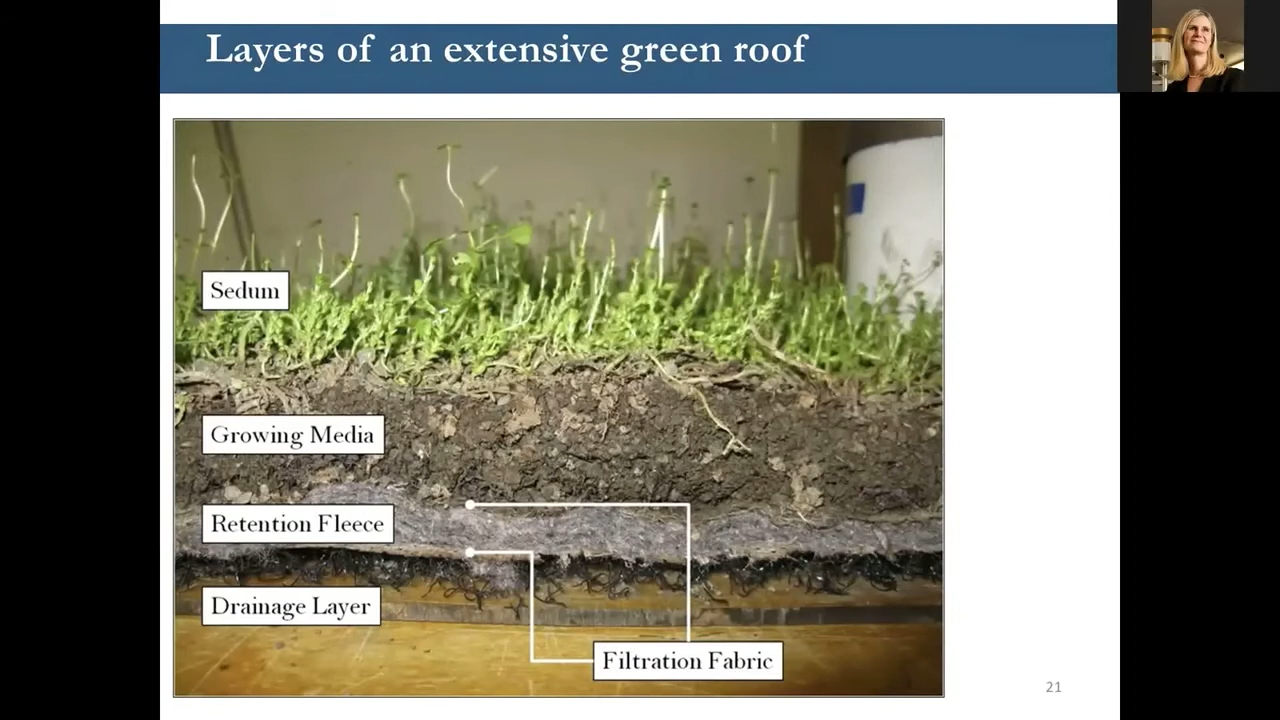 Layers of an extensive green roof
Sedum
Growing Media
Retention Fleece
Drainage Layer
Filtration Fabric
21